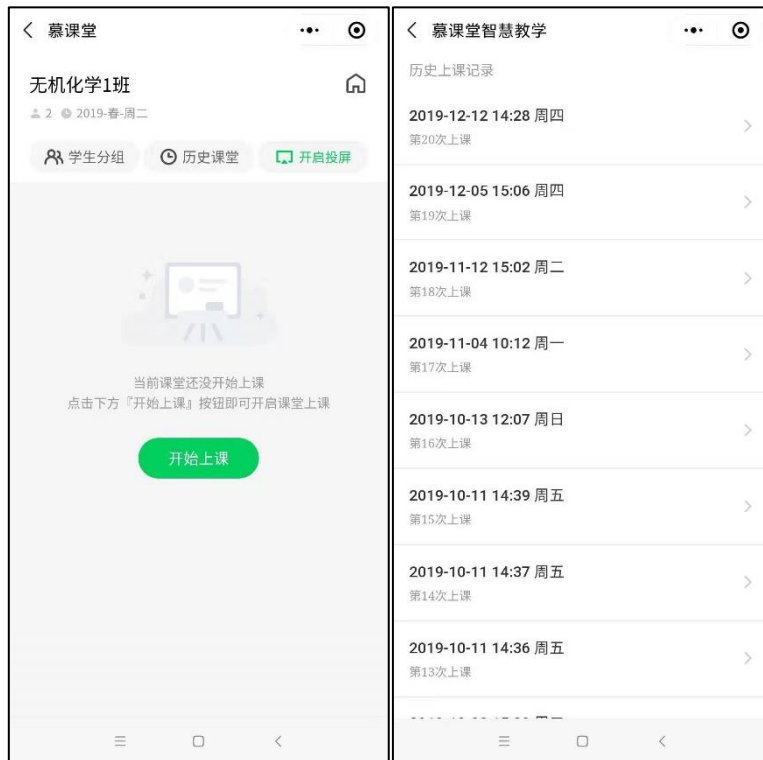 慕课堂
无机化学1班
2 2019-春-周二
学生分组 历史课堂 开启投屏
当前课堂还没开始上课
点击下方『开始上课』按钮即可开启课堂上课
开始上课
慕课堂智慧教学
历史上课记录
2019-12-12 14:28 周四
第20次上课
2019-12-05 15:06 周四
第19次上课
2019-11-12 15:02 周二
第18次上课
2019-11-04 10:12 周一
第17次上课
2019-10-13 12:07 周日
第16次上课
2019-10-11 14:39 周五
第15次上课
2019-10-11 14:37 周五
第14次上课
2019-10-11 14:36 周五
第13次上课